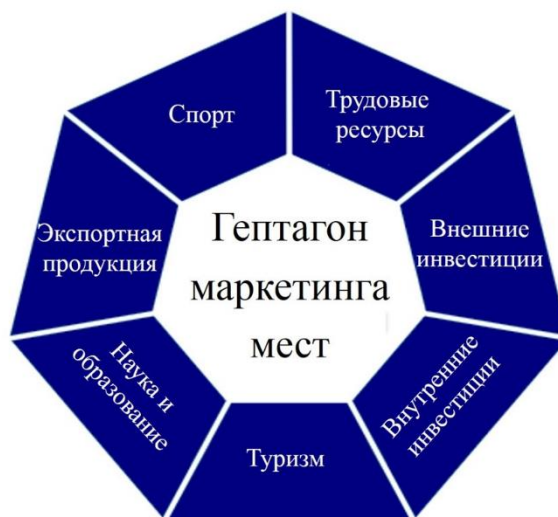 Спорт
Трудовые
ресурсы
Экспортная
продукция
Гептагон
маркетинга
мест
Внешние
инвестиции
Наука и
образование
Внутренние
инвестиции
Туризм